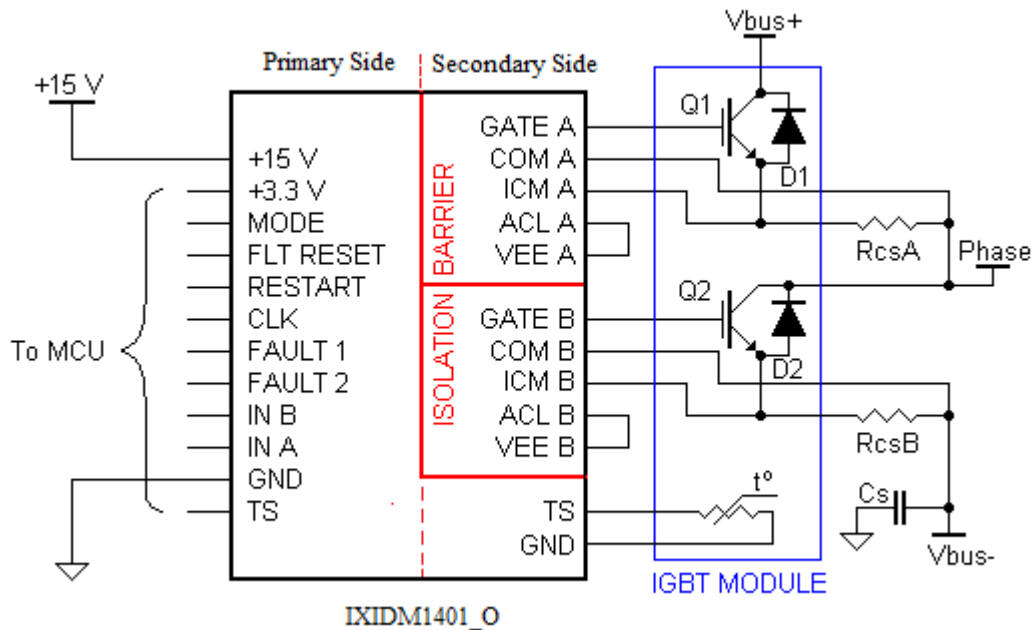 Vbus+
Primary Side
Secondary Side
+15 V
Q1
GATE A
+15 V
COM A
+3.3 V
ICM A
D1
MODE
ACL A
RcsA
FLT RESET
VEE A
Phase
ISOLATION BARRIER
RESTART
Q2
CLK
GATE B
To MCU
FAULT 1
COM B
D2
FAULT 2
ICM B
IN B
ACL B
RcsB
IN A
VEE B
GND
t°
Cs
TS
TS
GND
Vbus-
IGBT MODULE
IXIDM1401_O